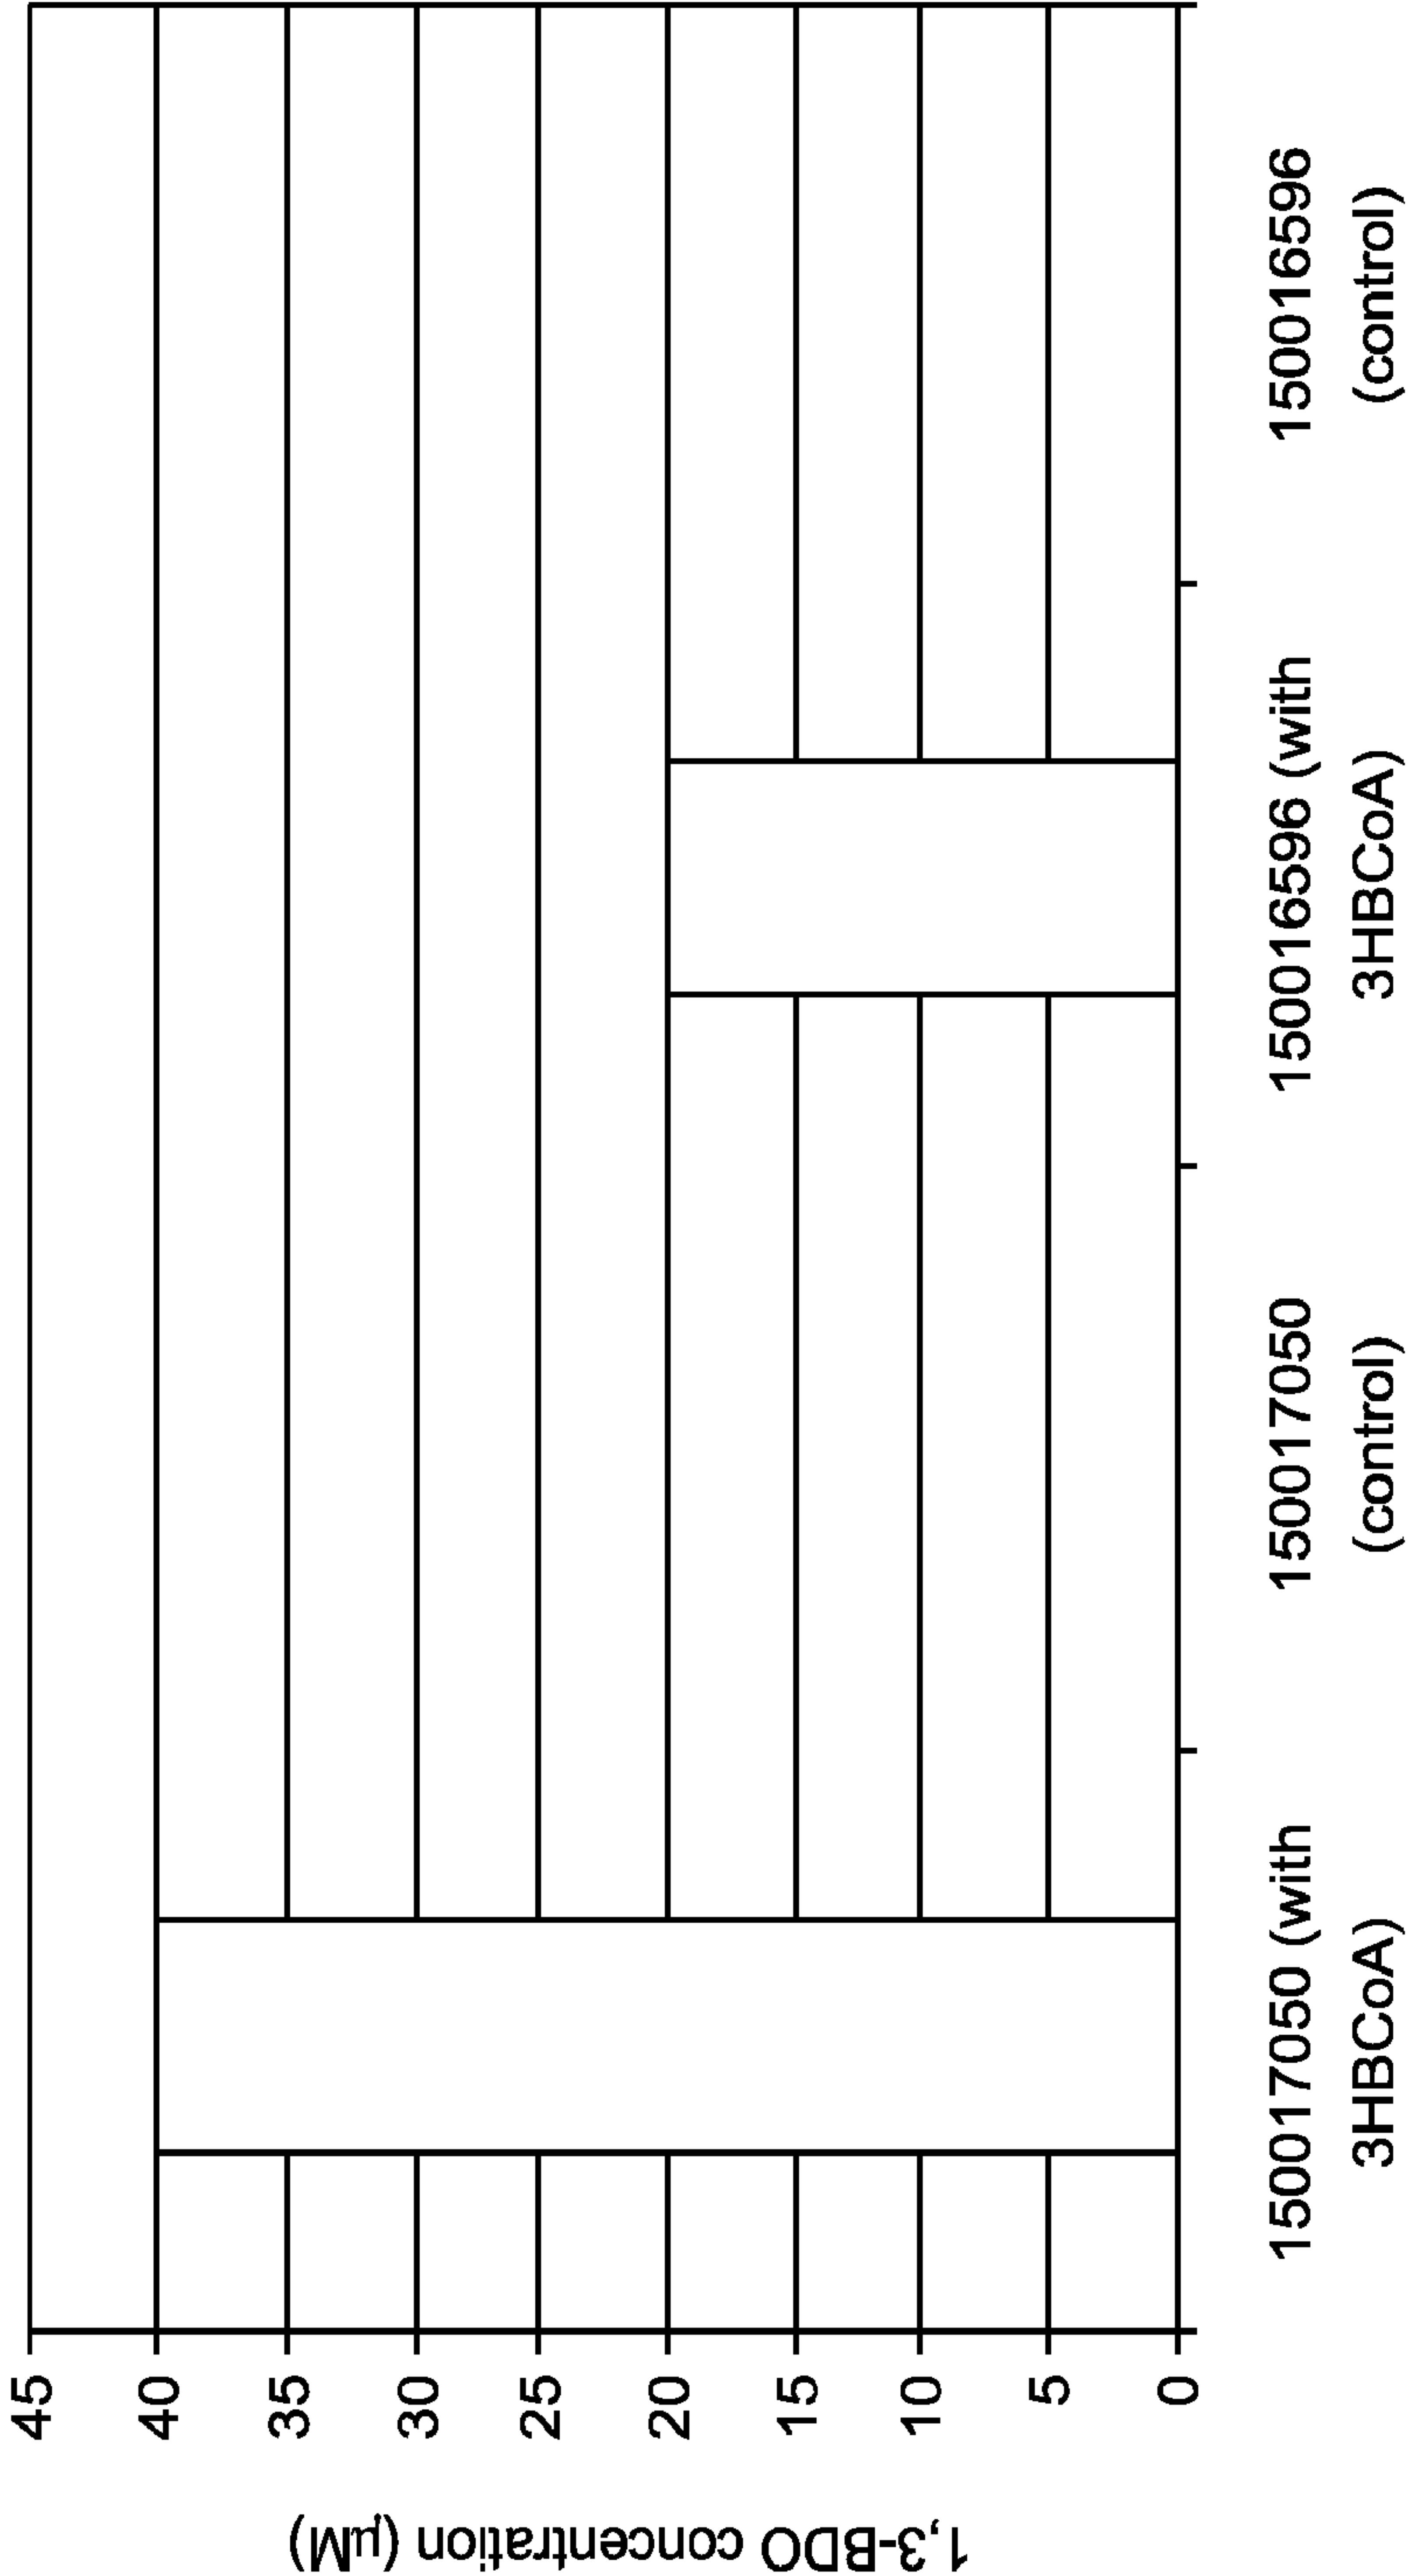 1,3-BDO concentration (μM)
45
40
35
30
25
20
15
10
5
0
150017050 (with
3HBCoA)
150017050
(control)
150016596 (with
3HBCoA)
150016596
(control)